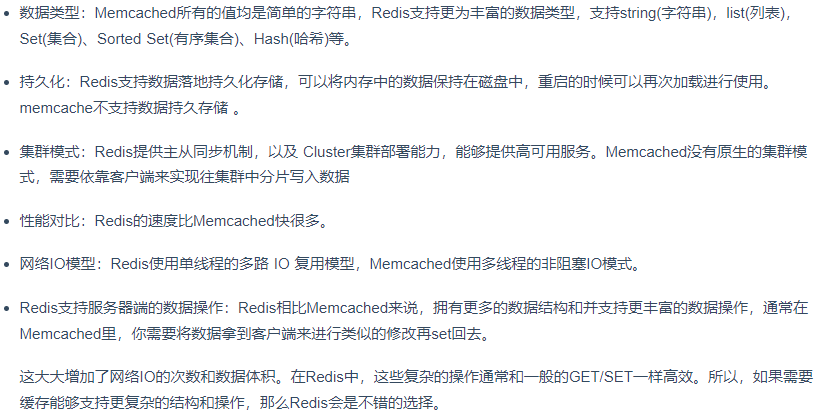 数据类型：Memcached所有的值均是简单的字符串，Redis支持更为丰富的数据类型，支持string(字符串)，list(列表)，
Set(集合)、Sorted Set(有序集合)、Hash(哈希)等。
持久化：Redis支持数据落地持久化存储，可以将内存中的数据保持在磁盘中，重启的时候可以再次加载进行使用。
memcache不支持数据持久存储 。
集群模式：Redis提供主从同步机制，以及 Cluster集群部署能力，能够提供高可用服务。Memcached没有原生的集群模
式，需要依靠客户端来实现往集群中分片写入数据
性能对比：Redis的速度比Memcached快很多。
网络IO模型：Redis使用单线程的多路 IO 复用模型，Memcached使用多线程的非阻塞IO模式。
Redis支持服务器端的数据操作：Redis相比Memcached来说，拥有更多的数据结构和并支持更丰富的数据操作，通常在
Memcached里，你需要将数据拿到客户端来进行类似的修改再set回去。
这大大增加了网络IO的次数和数据体积。在Redis中，这些复杂的操作通常和一般的GET/SET一样高效。所以，如果需要
缓存能够支持更复杂的结构和操作，那么Redis会是不错的选择。